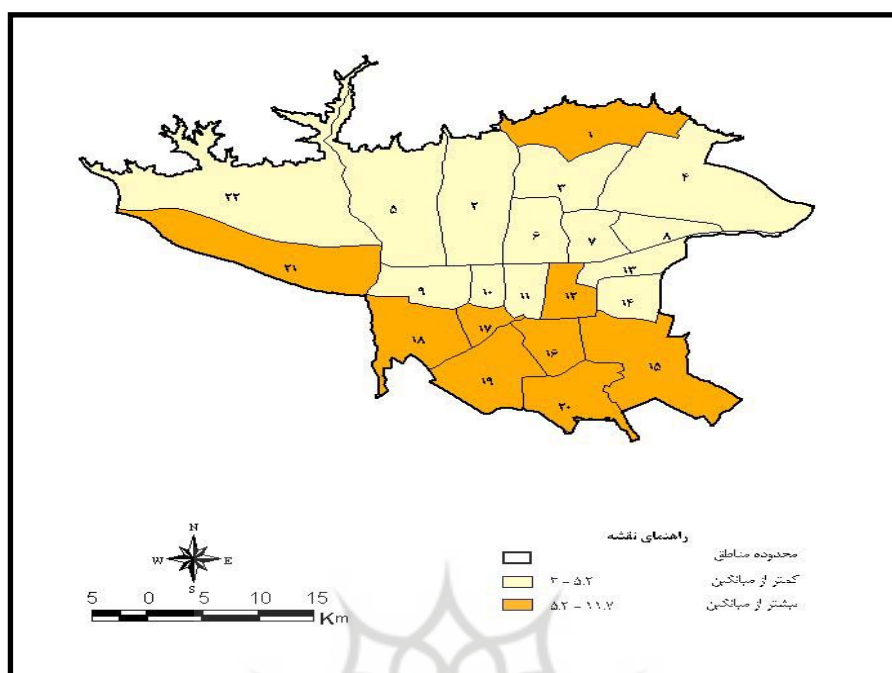 ۱
۴
۳
۲۲
۵
۲
۶
۷
۸
۲۱
۹
۱۰
۱۱
۱۲
۱۳
۱۴
۱۸
۱۷
۱۶
۱۵
۱۹
۲۰
N
W E
S
5 0 5 10 15
Km
راهنمای نقشه
محدوده مناطق
کمتر از میانگین ۲ - ۵.۲
بیشتر از میانگین ۵.۲ - ۱۱.۷